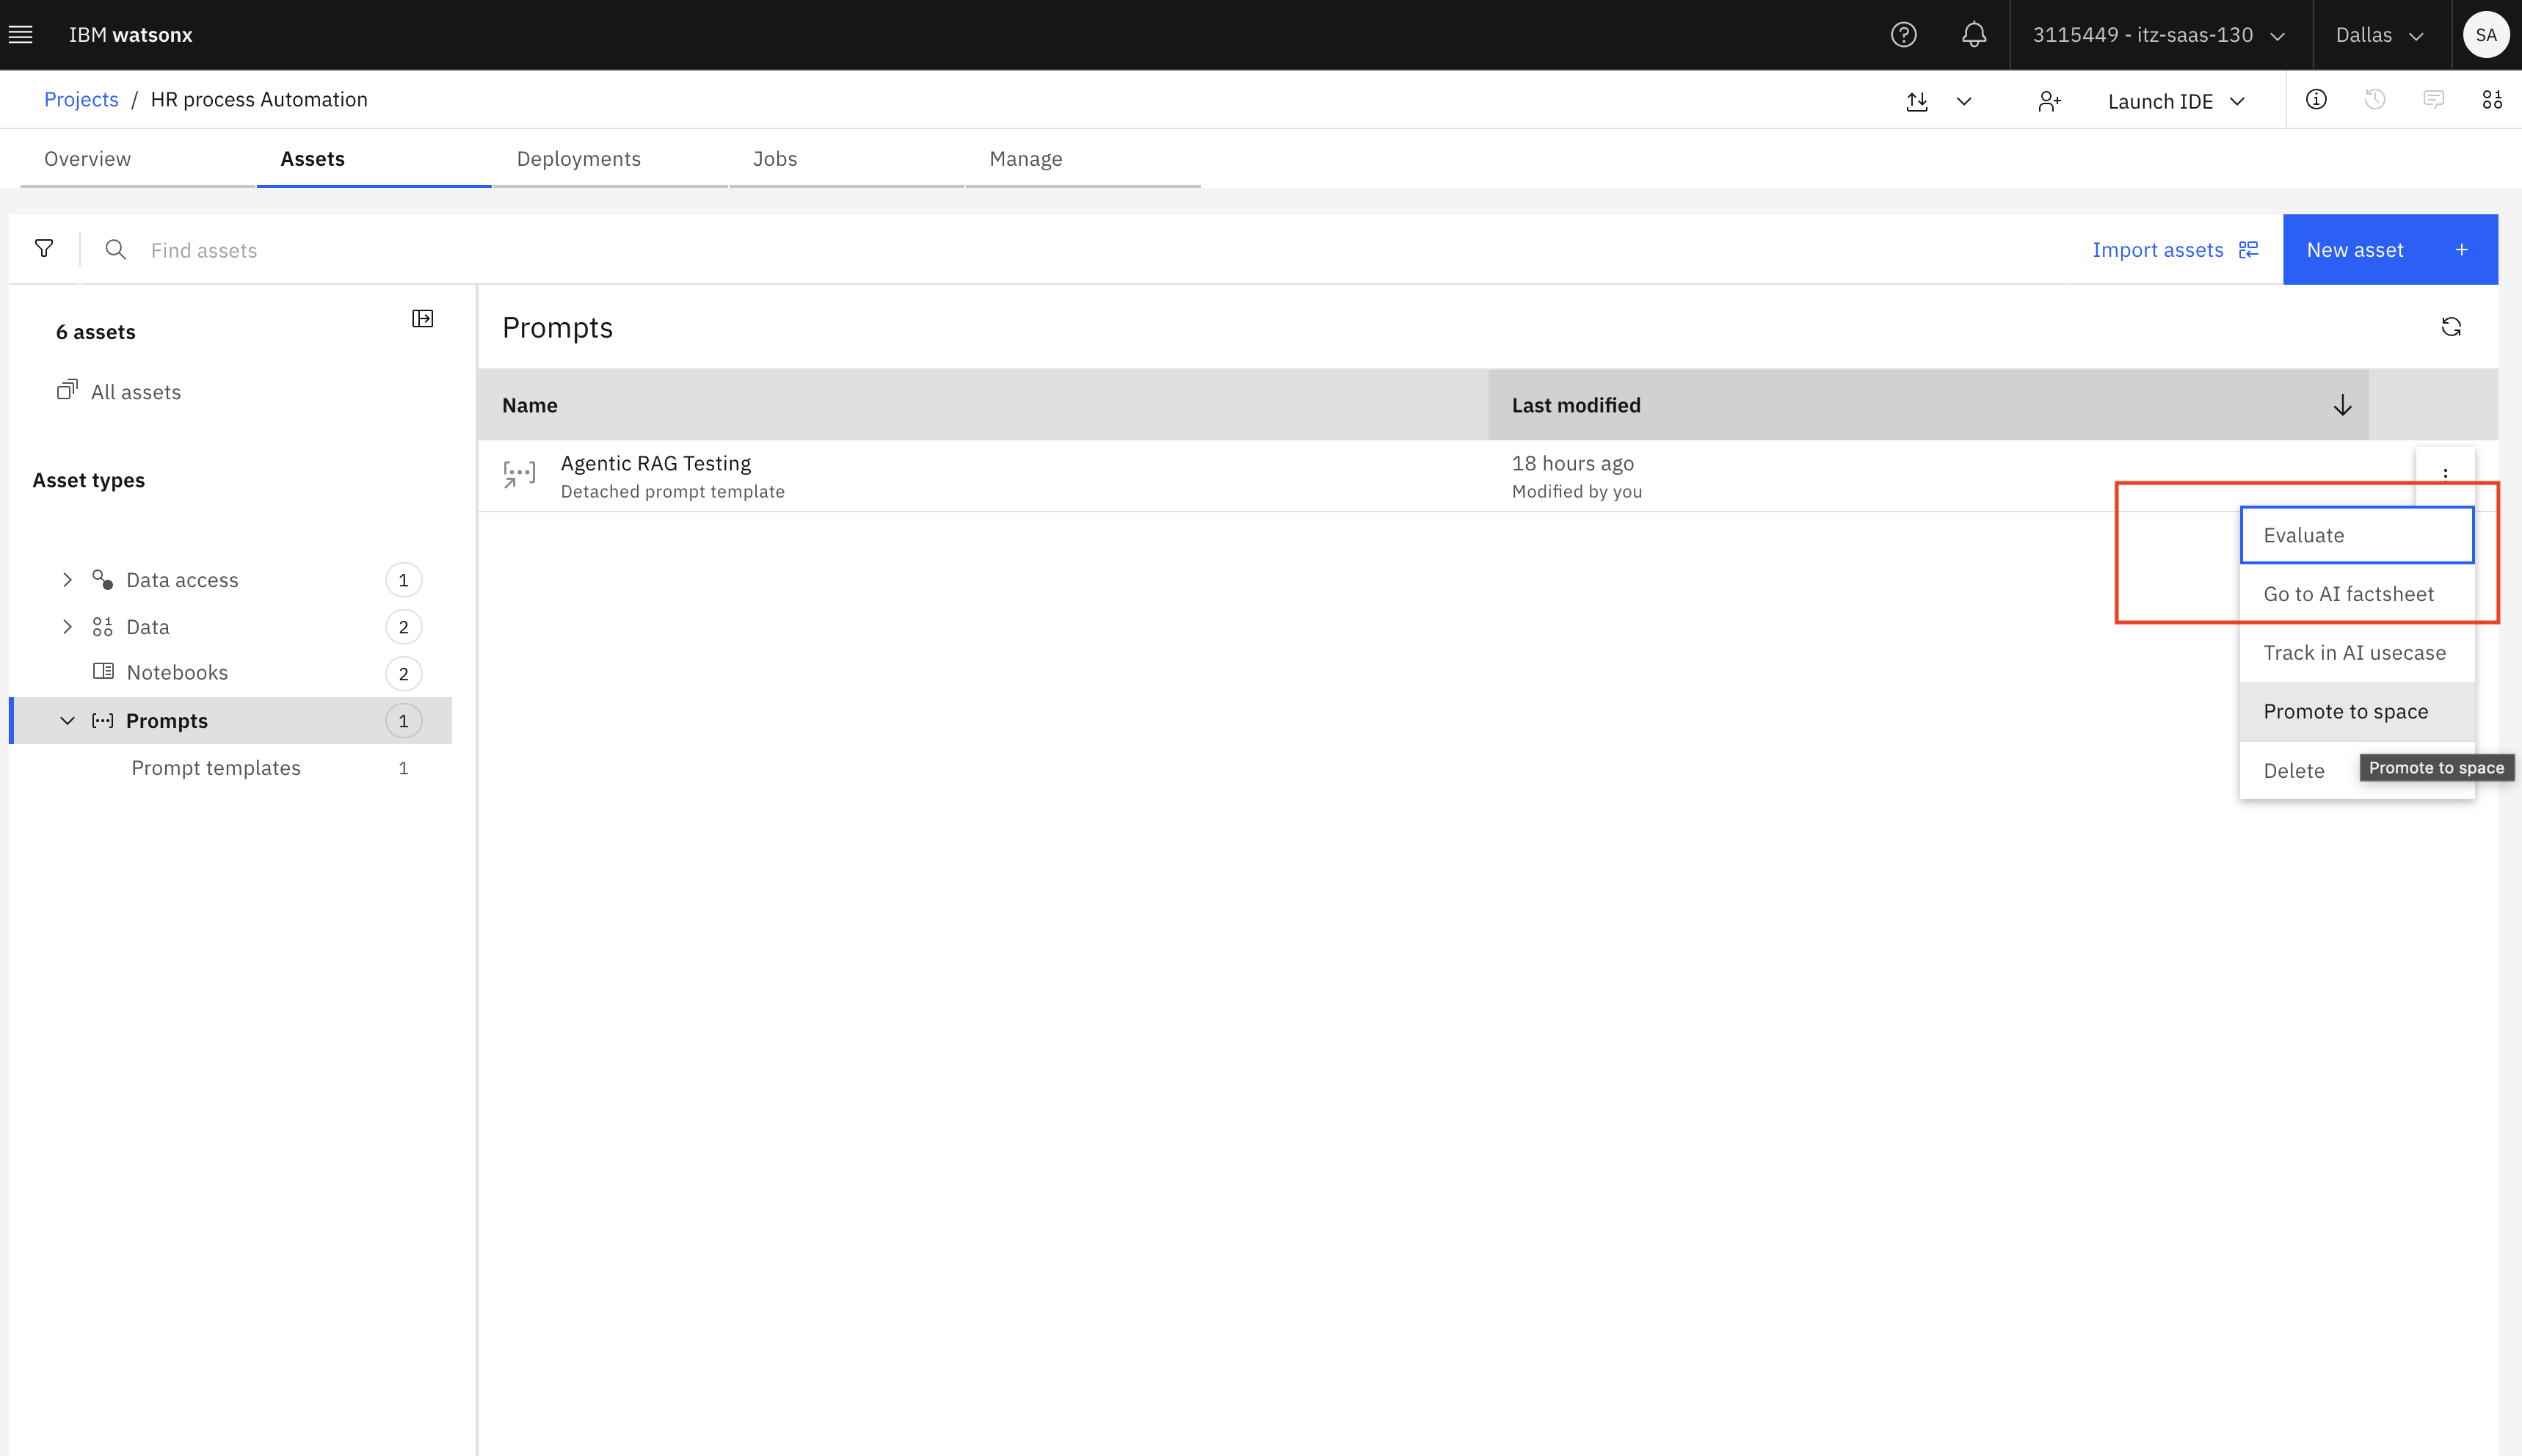 IBM watsonx
3115449 - itz-saas-130
Dallas
SA
Projects / HR process Automation
Launch IDE
Overview
Assets
Deployments
Jobs
Manage
Find assets
Import assets
New asset
6 assets
All assets
Asset types
Data access 1
Data 2
Notebooks 2
Prompts 1
Prompt templates 1
Prompts
Name
Last modified
Agentic RAG Testing
Detached prompt template
18 hours ago
Modified by you
Evaluate
Go to AI factsheet
Track in AI usecase
Promote to space
Delete
Promote to space